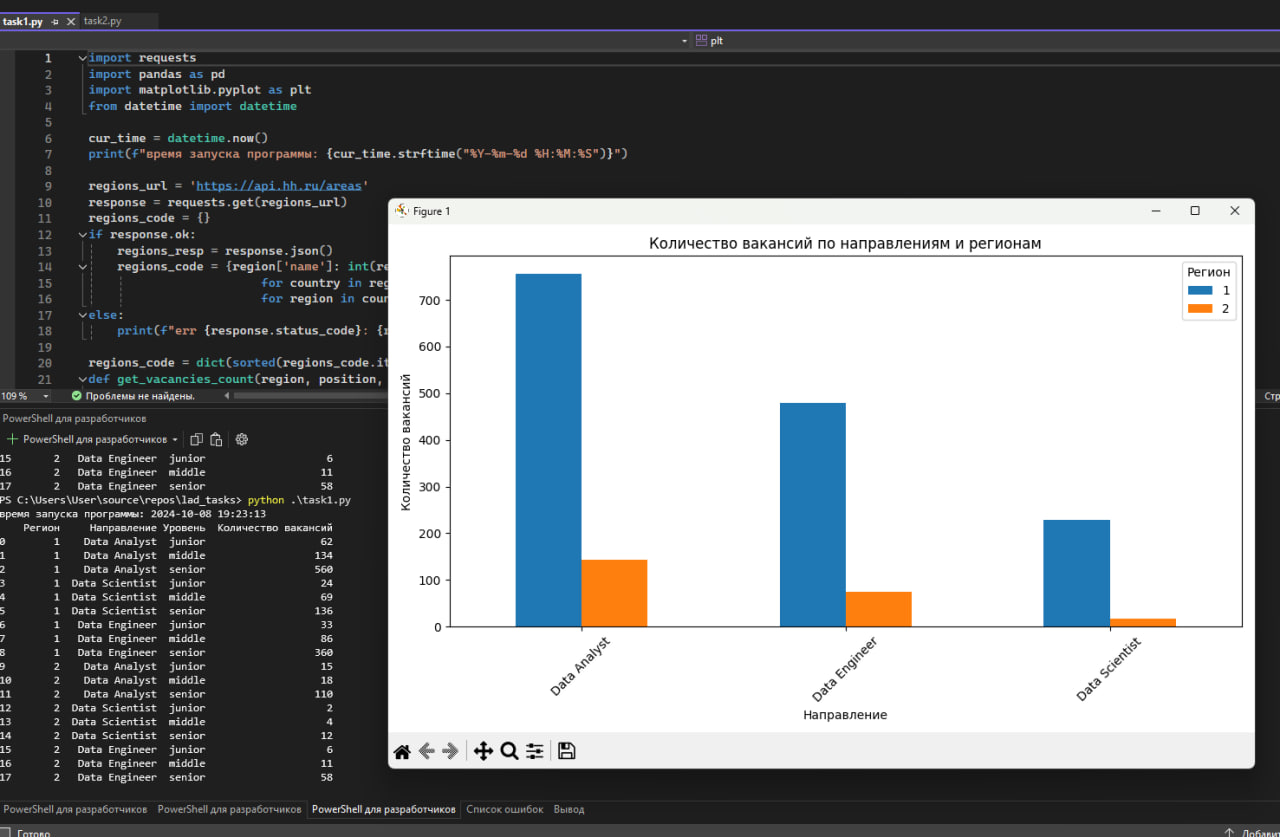 task1.py
task2.py
plt
1 import requests
2 import pandas as pd
3 import matplotlib.pyplot as plt
4 from datetime import datetime
5
6 cur_time = datetime.now()
7 print(f"время запуска программы: {cur_time.strftime("%Y-%m-%d %H:%M:%S")}")
8
9 regions_url = 'https://api.hh.ru/areas'
10 response = requests.get(regions_url)
11 regions_code = {}
12 if response.ok:
13 regions_resp = response.json()
14 regions_code = {region['name']: int(re
15 for country in reg
16 for region in coun
17 else:
18 print(f"err {response.status_code}: {r
19
20 regions_code = dict(sorted(regions_code.it
21 def get_vacancies_count(region, position,
109 % Проблемы не найдены. Стр
PowerShell для разработчиков
PowerShell для разработчиков
15 2 Data Engineer junior 6
16 2 Data Engineer middle 11
17 2 Data Engineer senior 58
PS C:\Users\User\source\repos\lad_tasks> python .\task1.py
время запуска программы: 2024-10-08 19:23:13
Регион Направление Уровень Количество вакансий
0 1 Data Analyst junior 62
1 1 Data Analyst middle 134
2 1 Data Analyst senior 560
3 1 Data Scientist junior 24
4 1 Data Scientist middle 69
5 1 Data Scientist senior 136
6 1 Data Engineer junior 33
7 1 Data Engineer middle 86
8 1 Data Engineer senior 360
9 2 Data Analyst junior 15
10 2 Data Analyst middle 18
11 2 Data Analyst senior 110
12 2 Data Scientist junior 2
13 2 Data Scientist middle 4
14 2 Data Scientist senior 12
15 2 Data Engineer junior 6
16 2 Data Engineer middle 11
17 2 Data Engineer senior 58
Figure 1
Количество вакансий по направлениям и регионам
Регион
1
2
Количество вакансий
700
600
500
400
300
200
100
0
Data Analyst
Data Engineer
Data Scientist
Направление
PowerShell для разработчиков PowerShell для разработчиков PowerShell для разработчиков Список ошибок Вывод
Готово Добавит